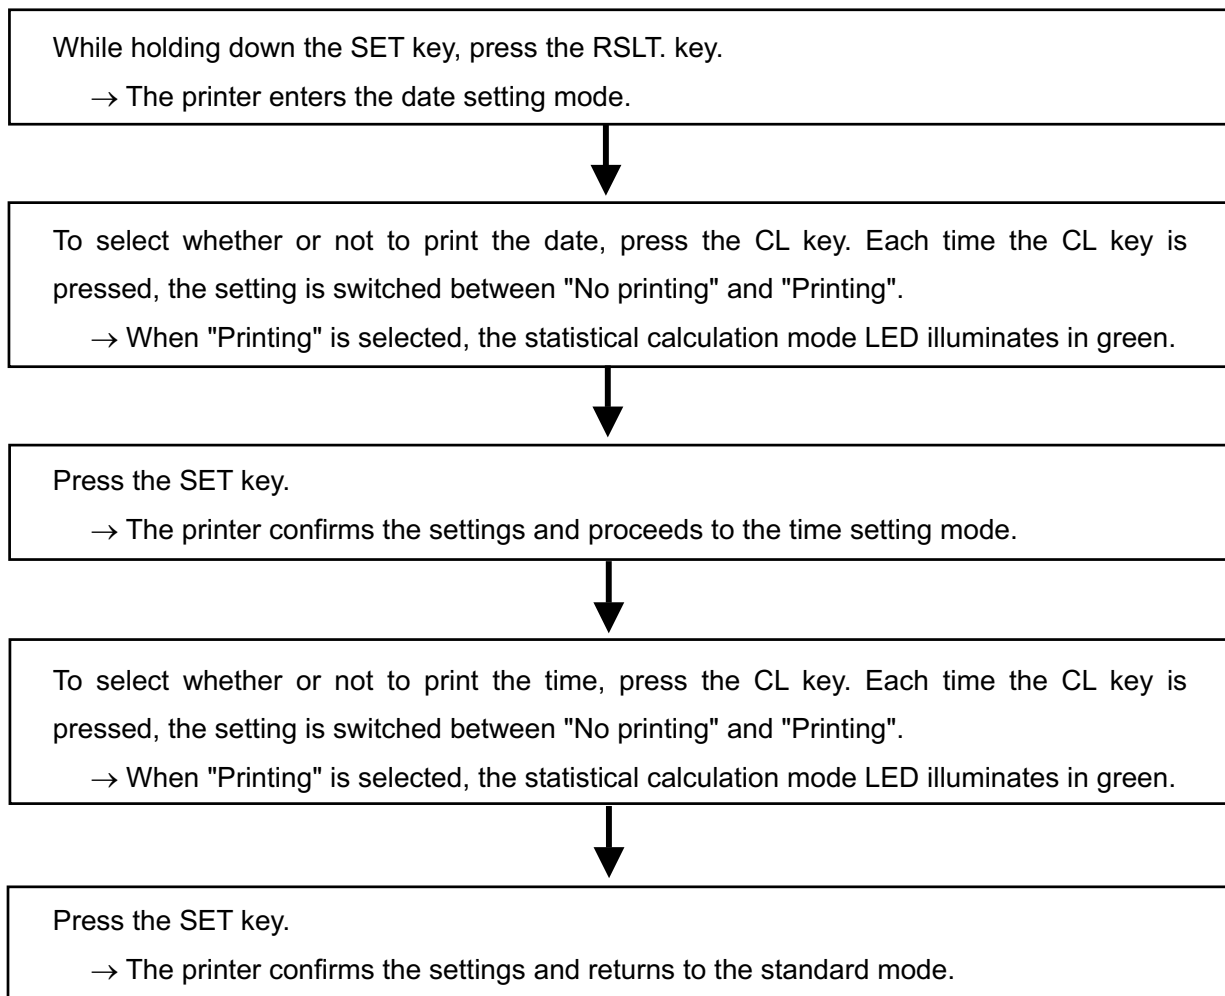 While holding down the SET key, press the RSLT. key.
→ The printer enters the date setting mode.
To select whether or not to print the date, press the CL key. Each time the CL key is
pressed, the setting is switched between "No printing" and "Printing".
→ When "Printing" is selected, the statistical calculation mode LED illuminates in green.
Press the SET key.
→ The printer confirms the settings and proceeds to the time setting mode.
To select whether or not to print the time, press the CL key. Each time the CL key is
pressed, the setting is switched between "No printing" and "Printing".
→ When "Printing" is selected, the statistical calculation mode LED illuminates in green.
Press the SET key.
→ The printer confirms the settings and returns to the standard mode.